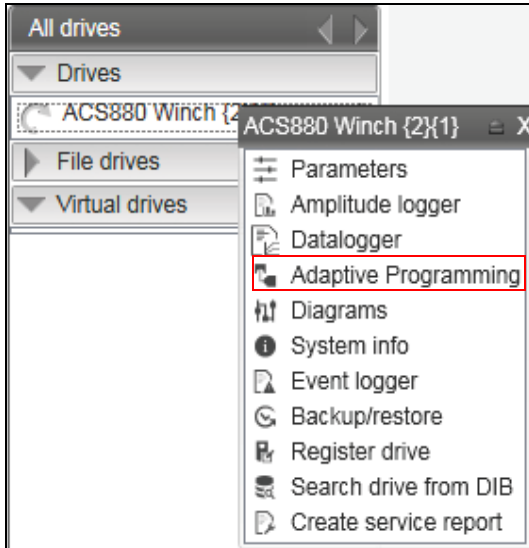 All drives
Drives
ACS880 Winch {2
ACS880 Winch {2}{1} X
File drives
Virtual drives
Parameters
Amplitude logger
Datalogger
Adaptive Programming
Diagrams
System info
Event logger
Backup/restore
Register drive
Search drive from DIB
Create service report